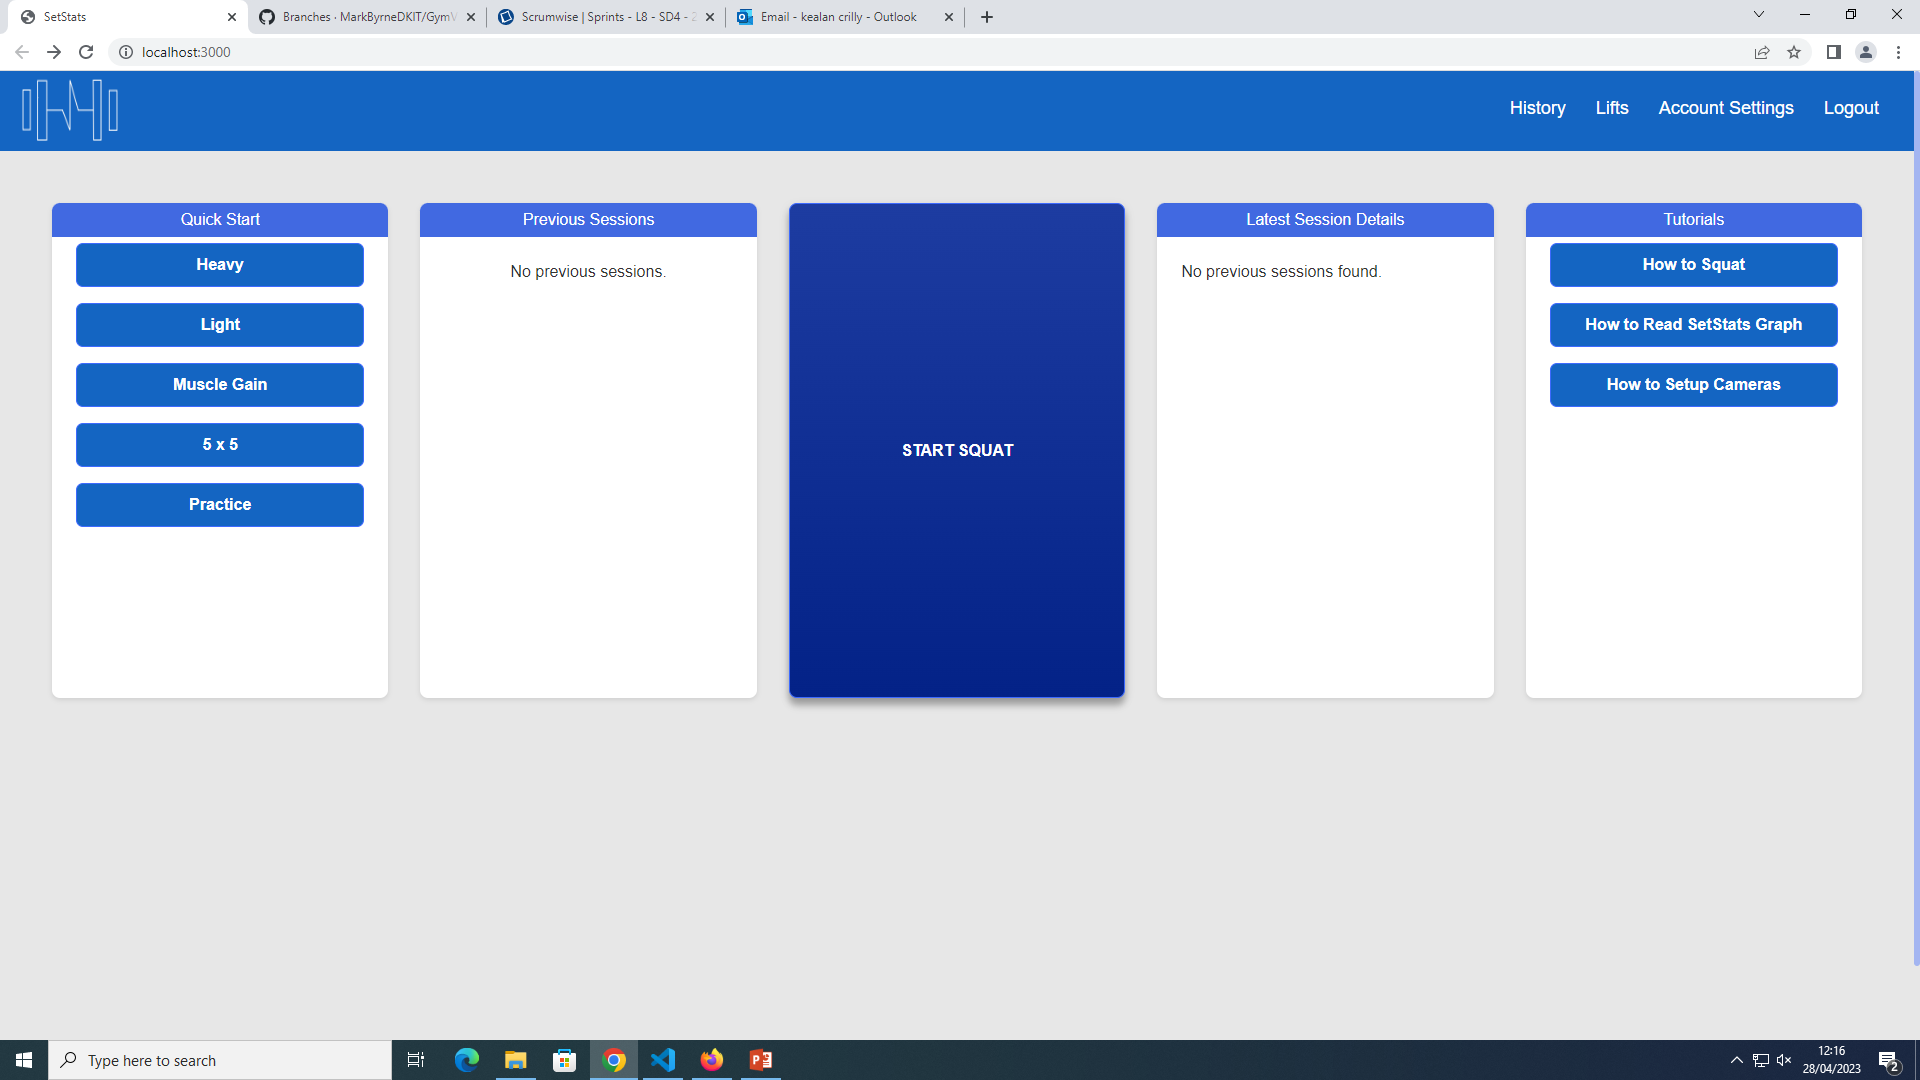 SetStats
Branches · MarkByrneDKIT/Gym
Scrumwise | Sprints - L8 - SD4 -
Email - kealan crilly - Outlook
localhost:3000
History
Lifts
Account Settings
Logout
Quick Start
Heavy
Light
Muscle Gain
5 x 5
Practice
Previous Sessions
No previous sessions.
START SQUAT
Latest Session Details
No previous sessions found.
Tutorials
How to Squat
How to Read SetStats Graph
How to Setup Cameras
Type here to search
12:16
28/04/2023
2